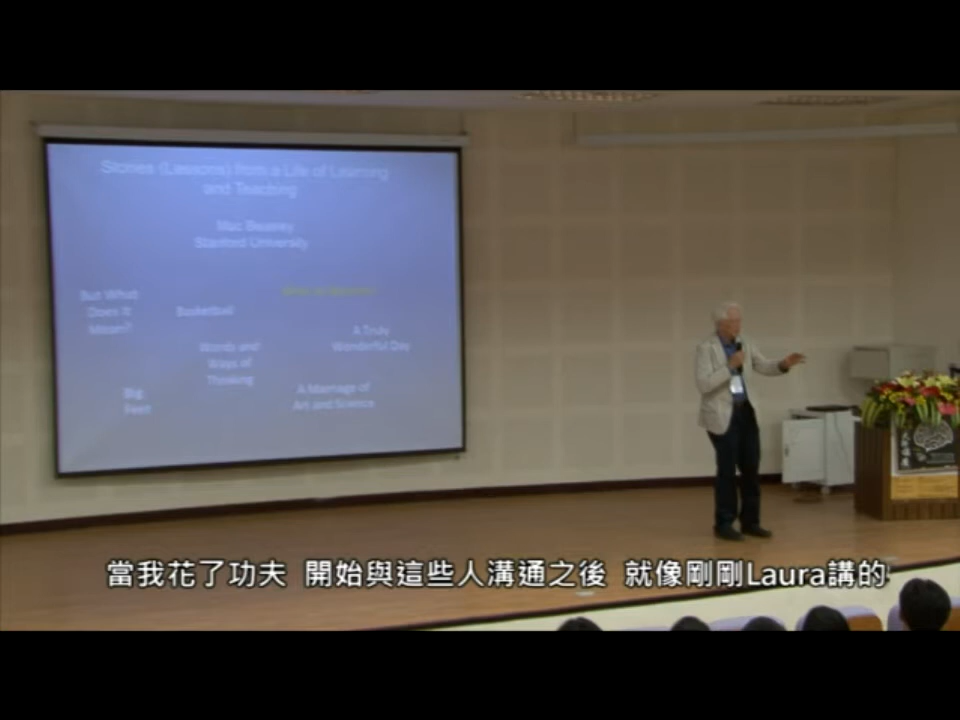 Stories (Lessons) from a Life of Learning
and Teaching
Stanford University
But What
Does It
Mean?
Basketball
A Truly
Wonderful Day
Words and
Ways of
Thinking
Big
Feet
A Marriage of
Art and Science
當我花了功夫 開始與這些人溝通之後 就像剛剛Laura講的